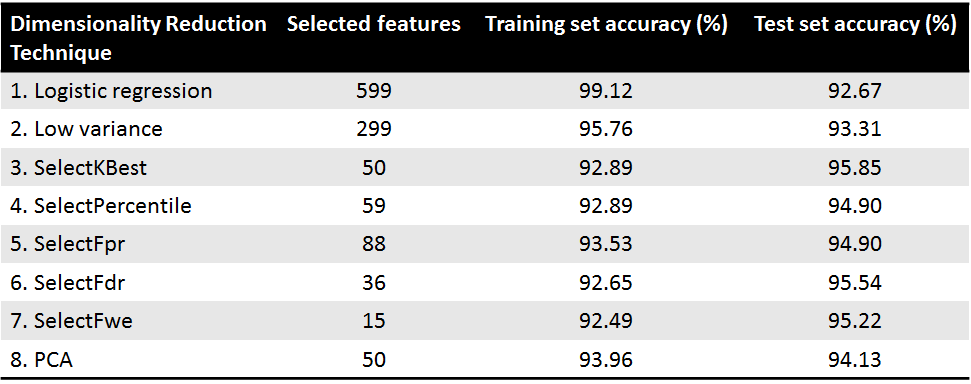 Dimensionality Reduction Technique Selected features Training set accuracy (%) Test set accuracy (%)
1. Logistic regression 599 99.12 92.67
2. Low variance 299 95.76 93.31
3. SelectKBest 50 92.89 95.85
4. SelectPercentile 59 92.89 94.90
5. SelectFpr 88 93.53 94.90
6. SelectFdr 36 92.65 95.54
7. SelectFwe 15 92.49 95.22
8. PCA 50 93.96 94.13